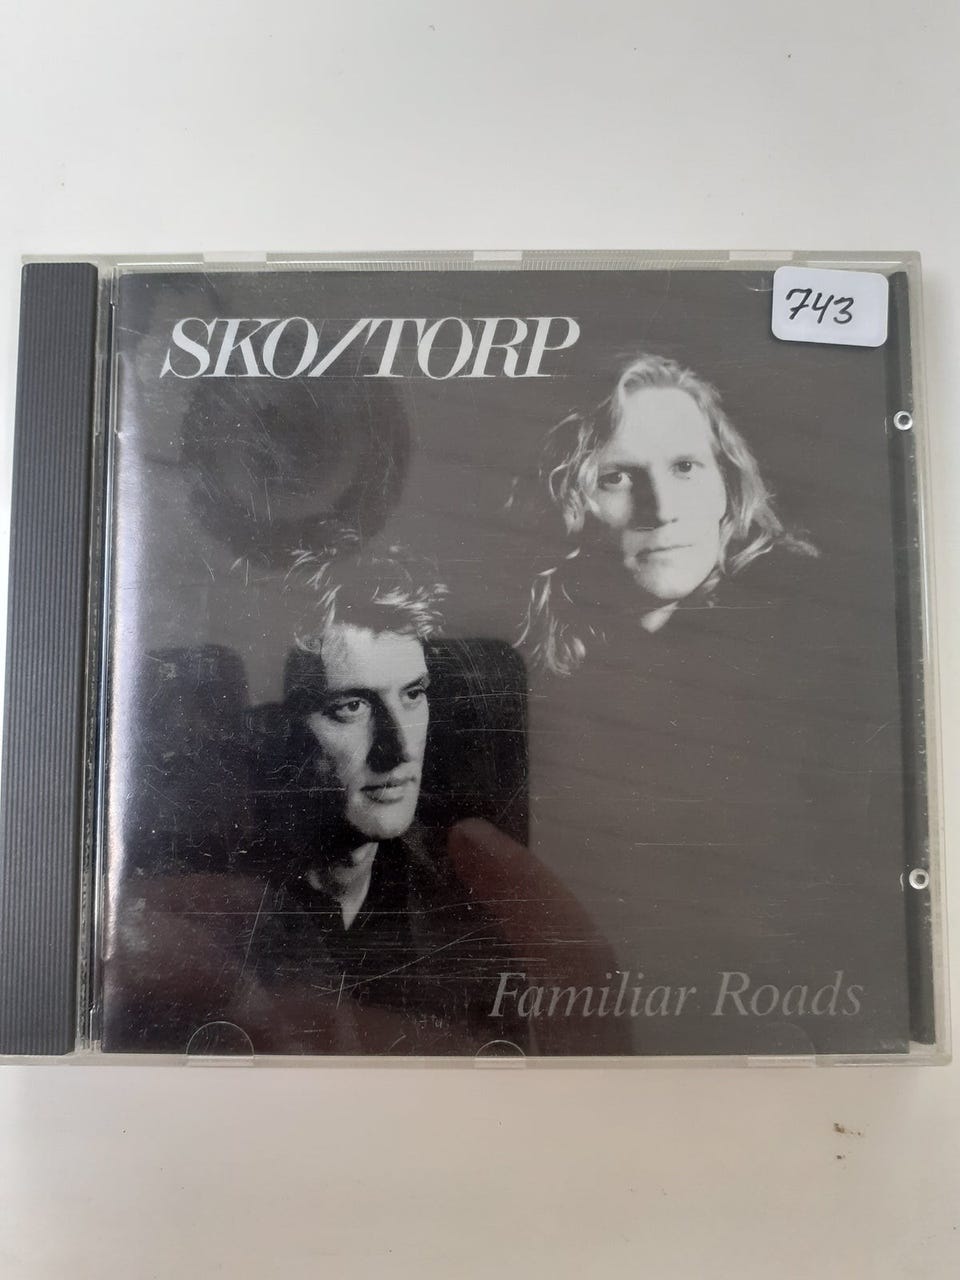 743
SKO/TORP
Familiar Roads